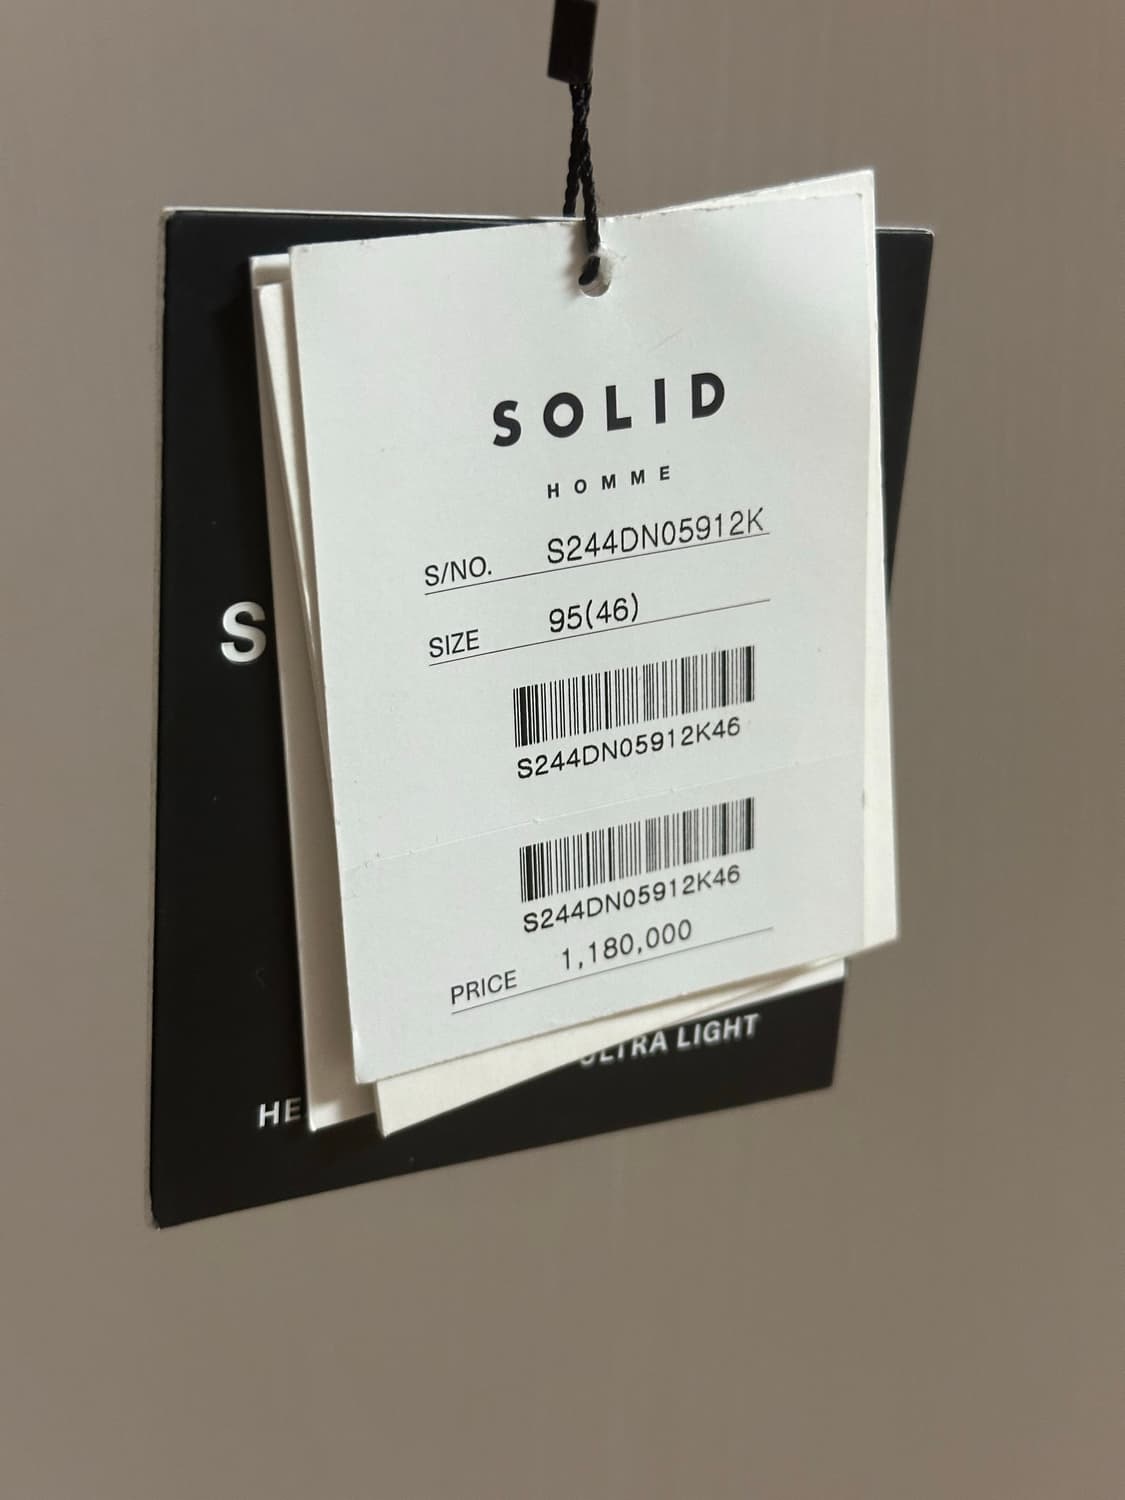 SOLID
HOMME
S/NO. S244DN05912K
SIZE 95(46)
S244DN05912K46
S244DN05912K46
PRICE 1,180,000
S
HE
ULTRA LIGHT